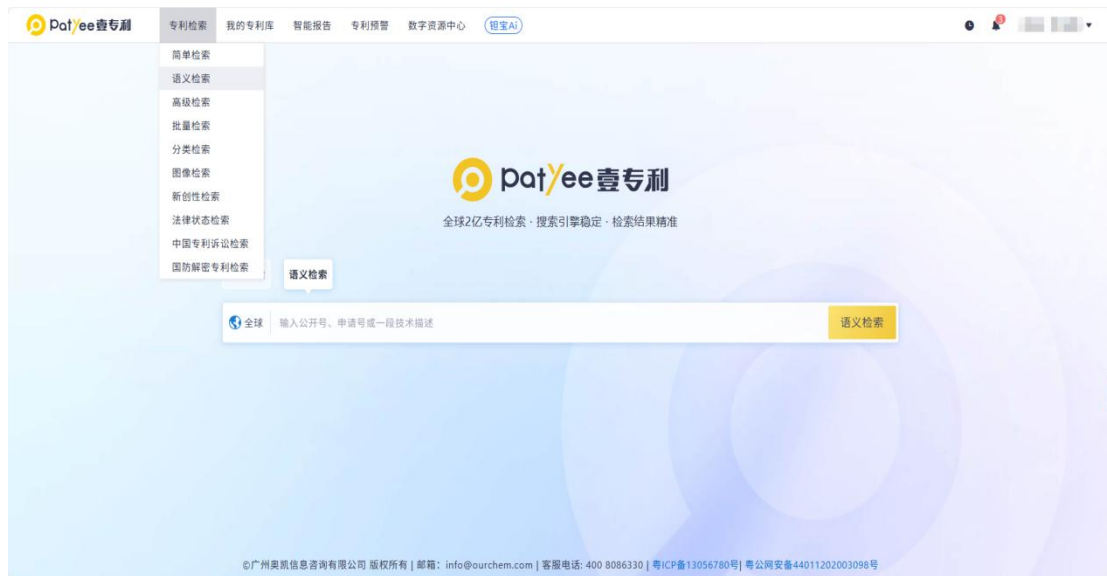 Patyee壹专利 专利检索 我的专利库 智能报告 专利预警 数字资源中心 钽宝Ai 3
简单检索
语义检索
高级检索
批量检索
分类检索
图像检索
新创性检索
法律状态检索
中国专利诉讼检索
国防解密专利检索
patyee壹专利
全球2亿专利检索 · 搜索引擎稳定 · 检索结果精准
语义检索
全球 输入公开号、申请号或一段技术描述 语义检索
©广州奥凯信息咨询有限公司 版权所有 | 邮箱：info@ourchem.com | 客服电话: 400 8086330 | 粤ICP备13056780号| 粤公网安备44011202003098号